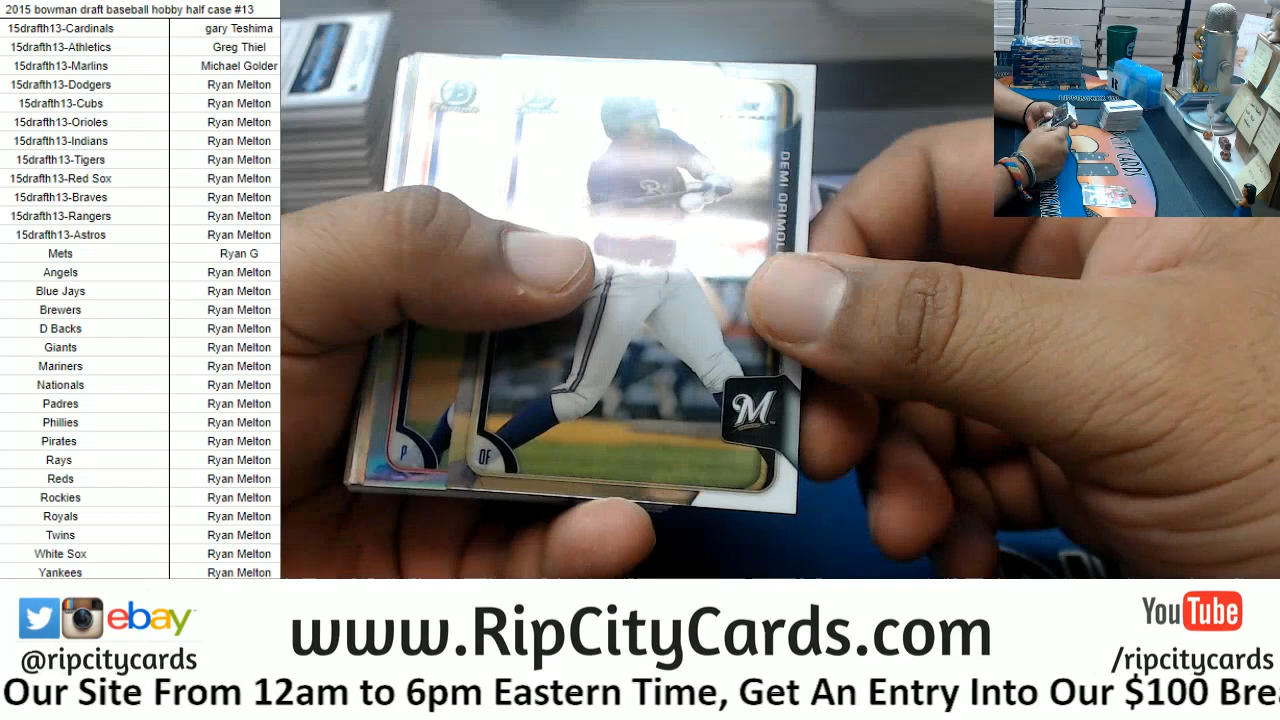 2015 bowman draft baseball hobby half case #13
15drafth13-Cardinals gary Teshima
15drafth13-Athletics Greg Thiel
15drafth13-Marlins Michael Golder
15drafth13-Dodgers Ryan Melton
15drafth13-Cubs Ryan Melton
15drafth13-Orioles Ryan Melton
15drafth13-Indians Ryan Melton
15drafth13-Tigers Ryan Melton
15drafth13-Red Sox Ryan Melton
15drafth13-Braves Ryan Melton
15drafth13-Rangers Ryan Melton
15drafth13-Astros Ryan Melton
Mets Ryan G
Angels Ryan Melton
Blue Jays Ryan Melton
Brewers Ryan Melton
D Backs Ryan Melton
Giants Ryan Melton
Mariners Ryan Melton
Nationals Ryan Melton
Padres Ryan Melton
Phillies Ryan Melton
Pirates Ryan Melton
Rays Ryan Melton
Reds Ryan Melton
Rockies Ryan Melton
Royals Ryan Melton
Twins Ryan Melton
White Sox Ryan Melton
Yankees Ryan Melton
B
DEMI ORIMOL
M
P
OF
ebay
@ripcitycards
www.RipCityCards.com
YouTube
/ripcitycards
Our Site From 12am to 6pm Eastern Time, Get An Entry Into Our $100 Brea